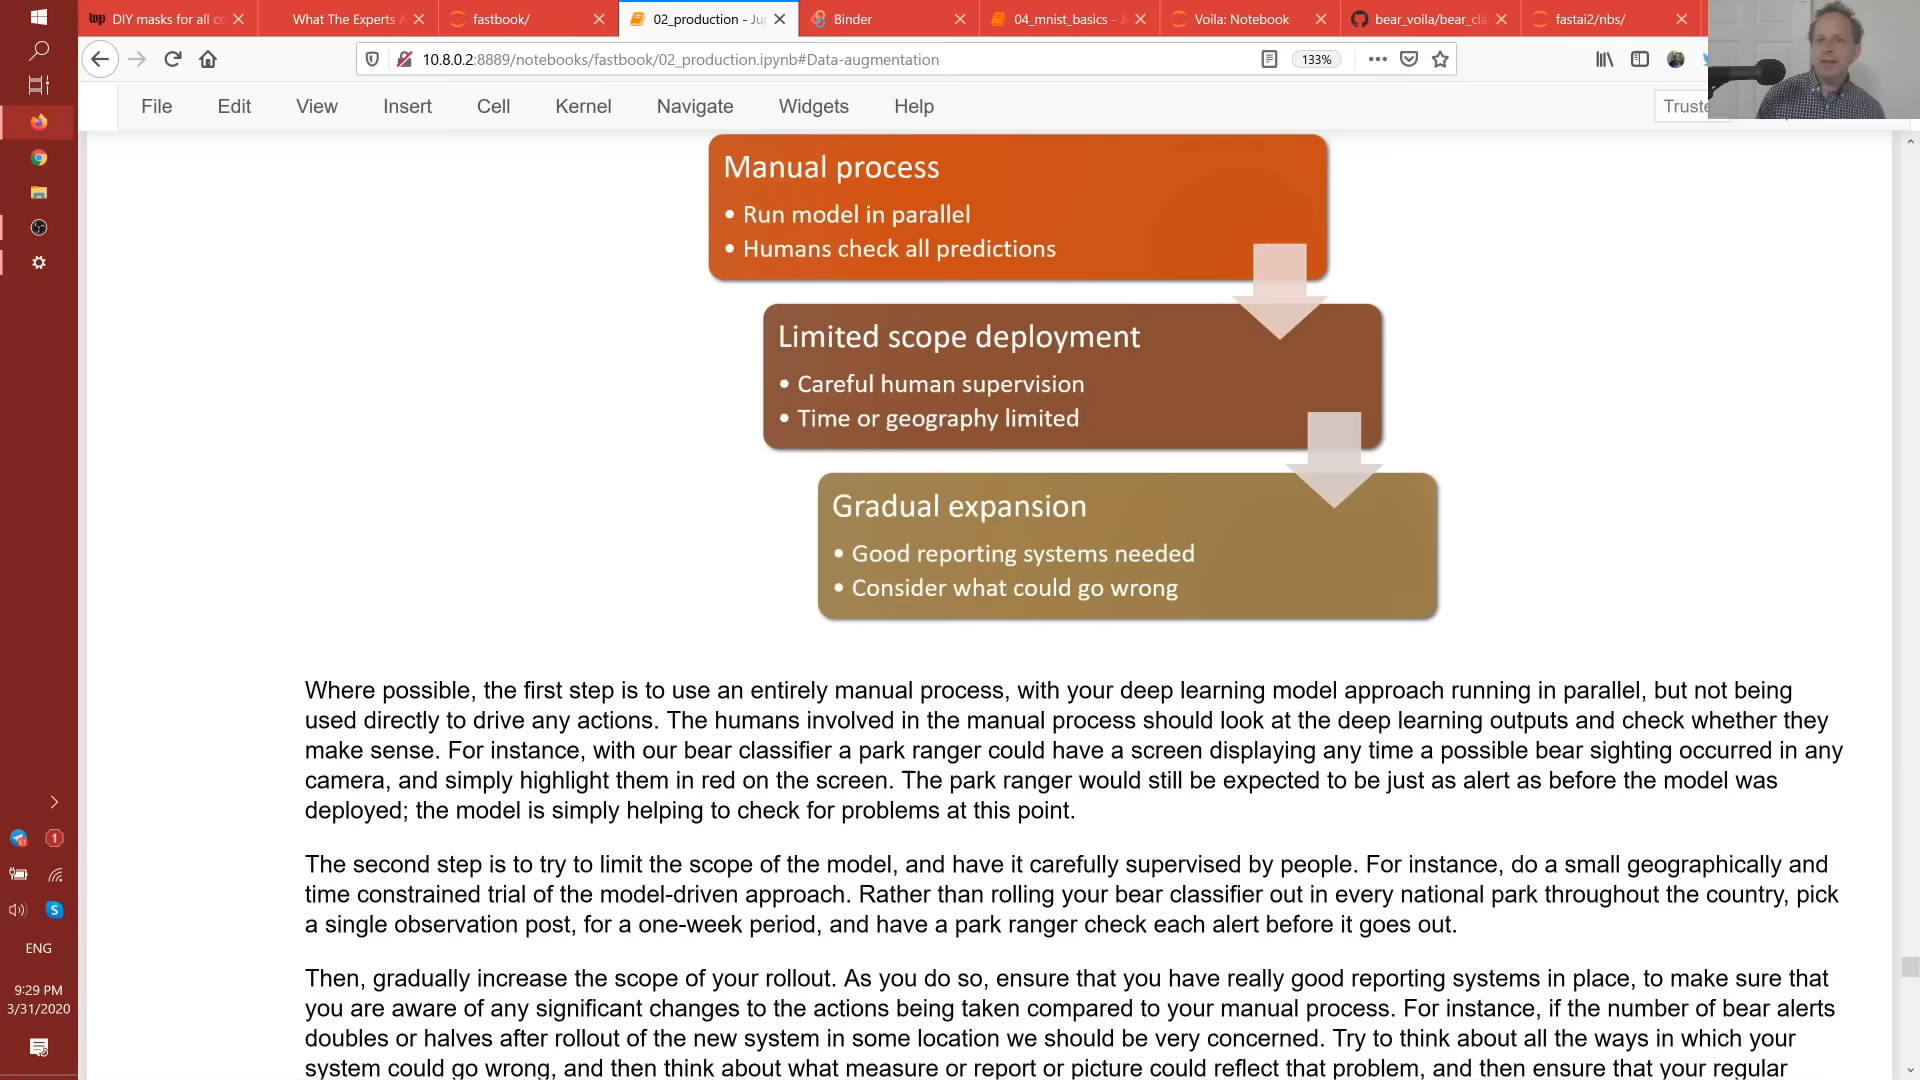 DIY masks for all co
What The Experts A
fastbook/
02_production - Ju
Binder
04_mnist_basics - J
Voila: Notebook
bear_voila/bear_cla
fastai2/nbs/
10.8.0.2:8889/notebooks/fastbook/02_production.ipynb#Data-augmentation
133%
File Edit View Insert Cell Kernel Navigate Widgets Help
Truste
Manual process
• Run model in parallel
• Humans check all predictions
Limited scope deployment
• Careful human supervision
• Time or geography limited
Gradual expansion
• Good reporting systems needed
• Consider what could go wrong
Where possible, the first step is to use an entirely manual process, with your deep learning model approach running in parallel, but not being
used directly to drive any actions. The humans involved in the manual process should look at the deep learning outputs and check whether they
make sense. For instance, with our bear classifier a park ranger could have a screen displaying any time a possible bear sighting occurred in any
camera, and simply highlight them in red on the screen. The park ranger would still be expected to be just as alert as before the model was
deployed; the model is simply helping to check for problems at this point.
The second step is to try to limit the scope of the model, and have it carefully supervised by people. For instance, do a small geographically and
time constrained trial of the model-driven approach. Rather than rolling your bear classifier out in every national park throughout the country, pick
a single observation post, for a one-week period, and have a park ranger check each alert before it goes out.
Then, gradually increase the scope of your rollout. As you do so, ensure that you have really good reporting systems in place, to make sure that
you are aware of any significant changes to the actions being taken compared to your manual process. For instance, if the number of bear alerts
doubles or halves after rollout of the new system in some location we should be very concerned. Try to think about all the ways in which your
system could go wrong, and then think about what measure or report or picture could reflect that problem, and then ensure that your regular
ENG
9:29 PM
3/31/2020